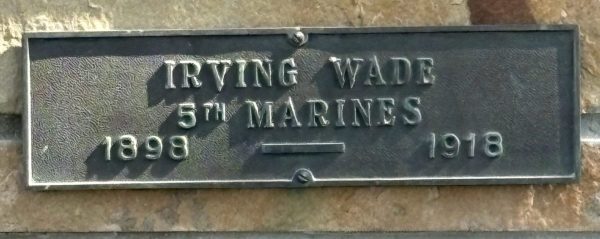 IRVING WADE
5TH MARINES
1898 — 1918